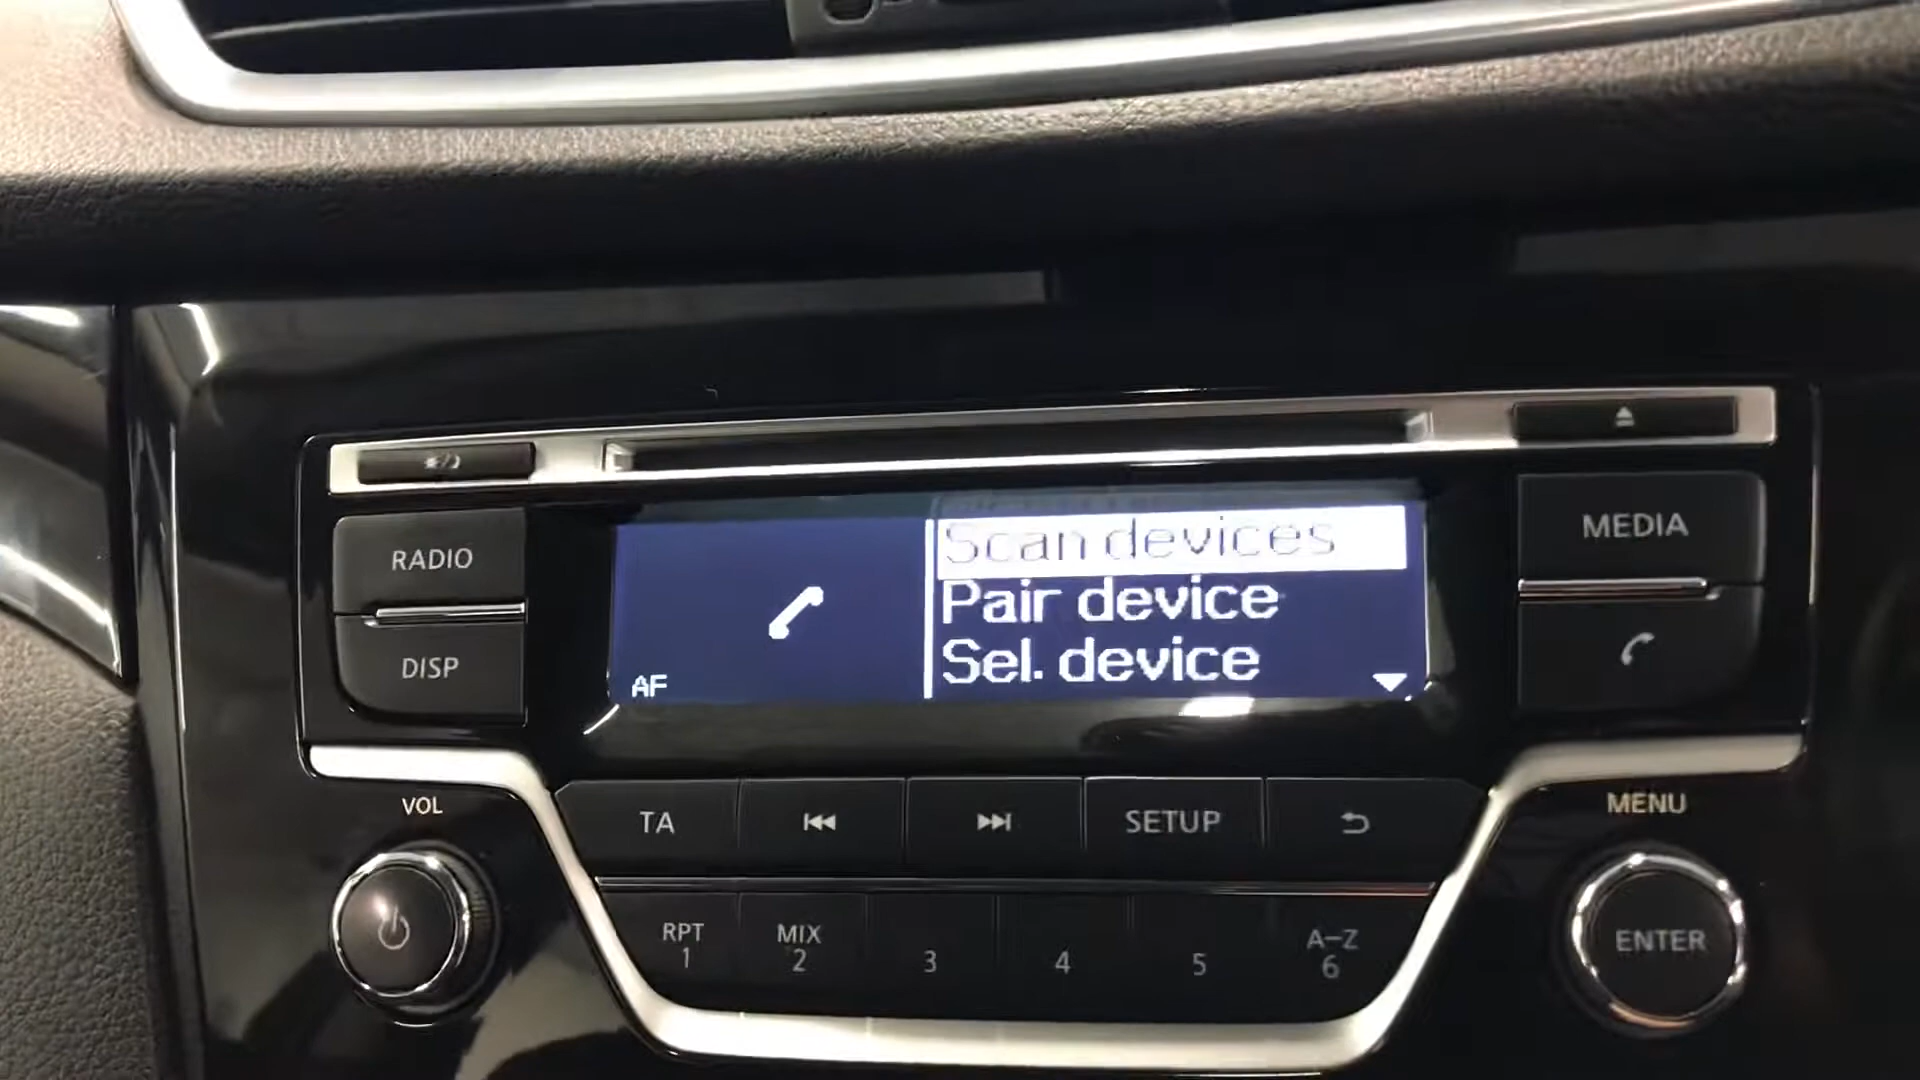 Scan devices
RADIO
MEDIA
Pair device
DISP
Sel. device
AF
VOL
MENU
TA
SETUP
RPT
1
MIX
2
3
4
5
A-Z
6
ENTER